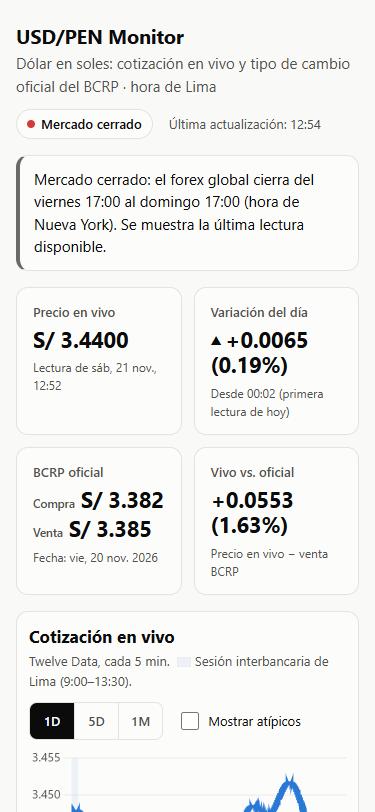 USD/PEN Monitor
Dólar en soles: cotización en vivo y tipo de cambio
oficial del BCRP · hora de Lima
Mercado cerrado
Última actualización: 12:54
Mercado cerrado: el forex global cierra del
viernes 17:00 al domingo 17:00 (hora de
Nueva York). Se muestra la última lectura
disponible.
Precio en vivo
S/ 3.4400
Lectura de sáb, 21 nov.,
12:52
Variación del día
▲ +0.0065
(0.19%)
Desde 00:02 (primera
lectura de hoy)
BCRP oficial
Compra S/ 3.382
Venta S/ 3.385
Fecha: vie, 20 nov. 2026
Vivo vs. oficial
+0.0553
(1.63%)
Precio en vivo − venta
BCRP
Cotización en vivo
Twelve Data, cada 5 min. Sesión interbancaria de
Lima (9:00–13:30).
1D 5D 1M Mostrar atípicos
3.455
3.450